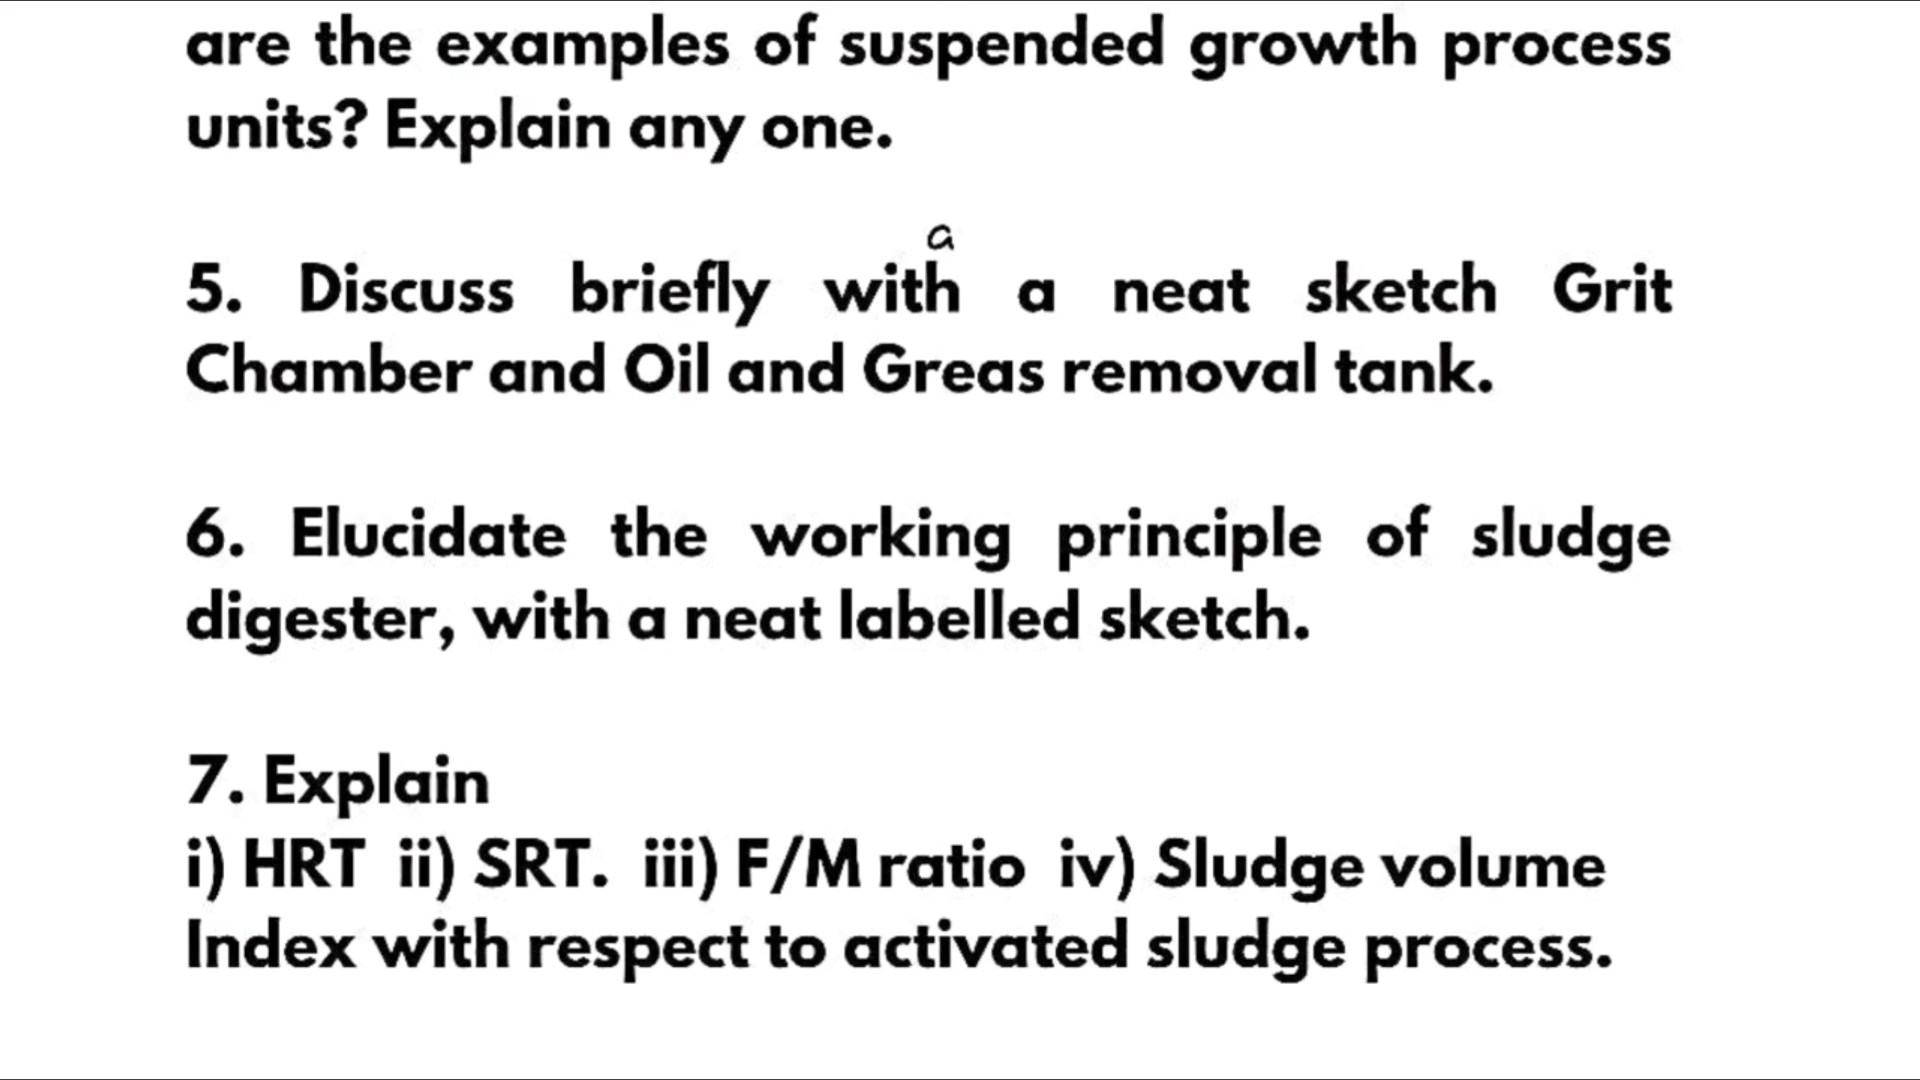 are the examples of suspended growth process
units? Explain any one.
a
5. Discuss briefly with a neat sketch Grit
Chamber and Oil and Greas removal tank.
6. Elucidate the working principle of sludge
digester, with a neat labelled sketch.
7. Explain
i) HRT ii) SRT. iii) F/M ratio iv) Sludge volume
Index with respect to activated sludge process.